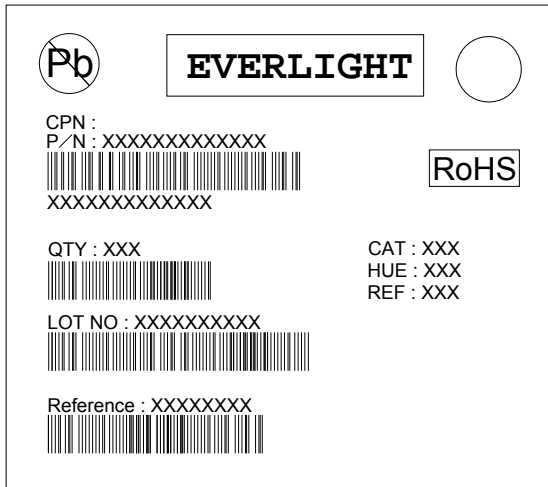 Pb
EVERLIGHT
CPN :
P/N : XXXXXXXXXXXXX
RoHS
XXXXXXXXXXXXX
QTY : XXX
CAT : XXX
HUE : XXX
REF : XXX
LOT NO : XXXXXXXXXX
Reference : XXXXXXXX